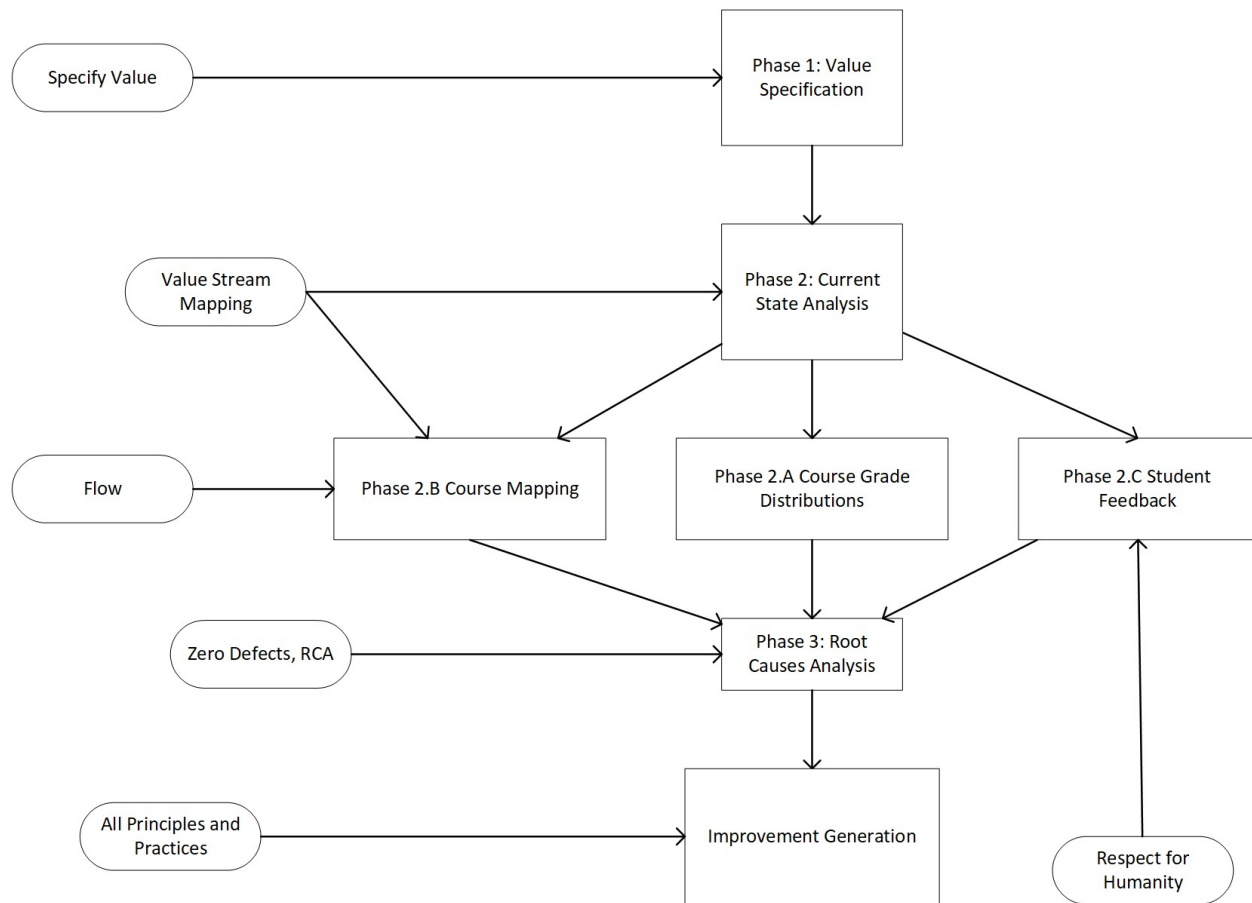 Phase 1: Value
Specification
Specify Value
Phase 2: Current
State Analysis
Value Stream
Mapping
Flow
Phase 2.B Course Mapping
Phase 2.A Course Grade
Distributions
Phase 2.C Student
Feedback
Zero Defects, RCA
Phase 3: Root
Causes Analysis
All Principles and
Practices
Improvement Generation
Respect for
Humanity